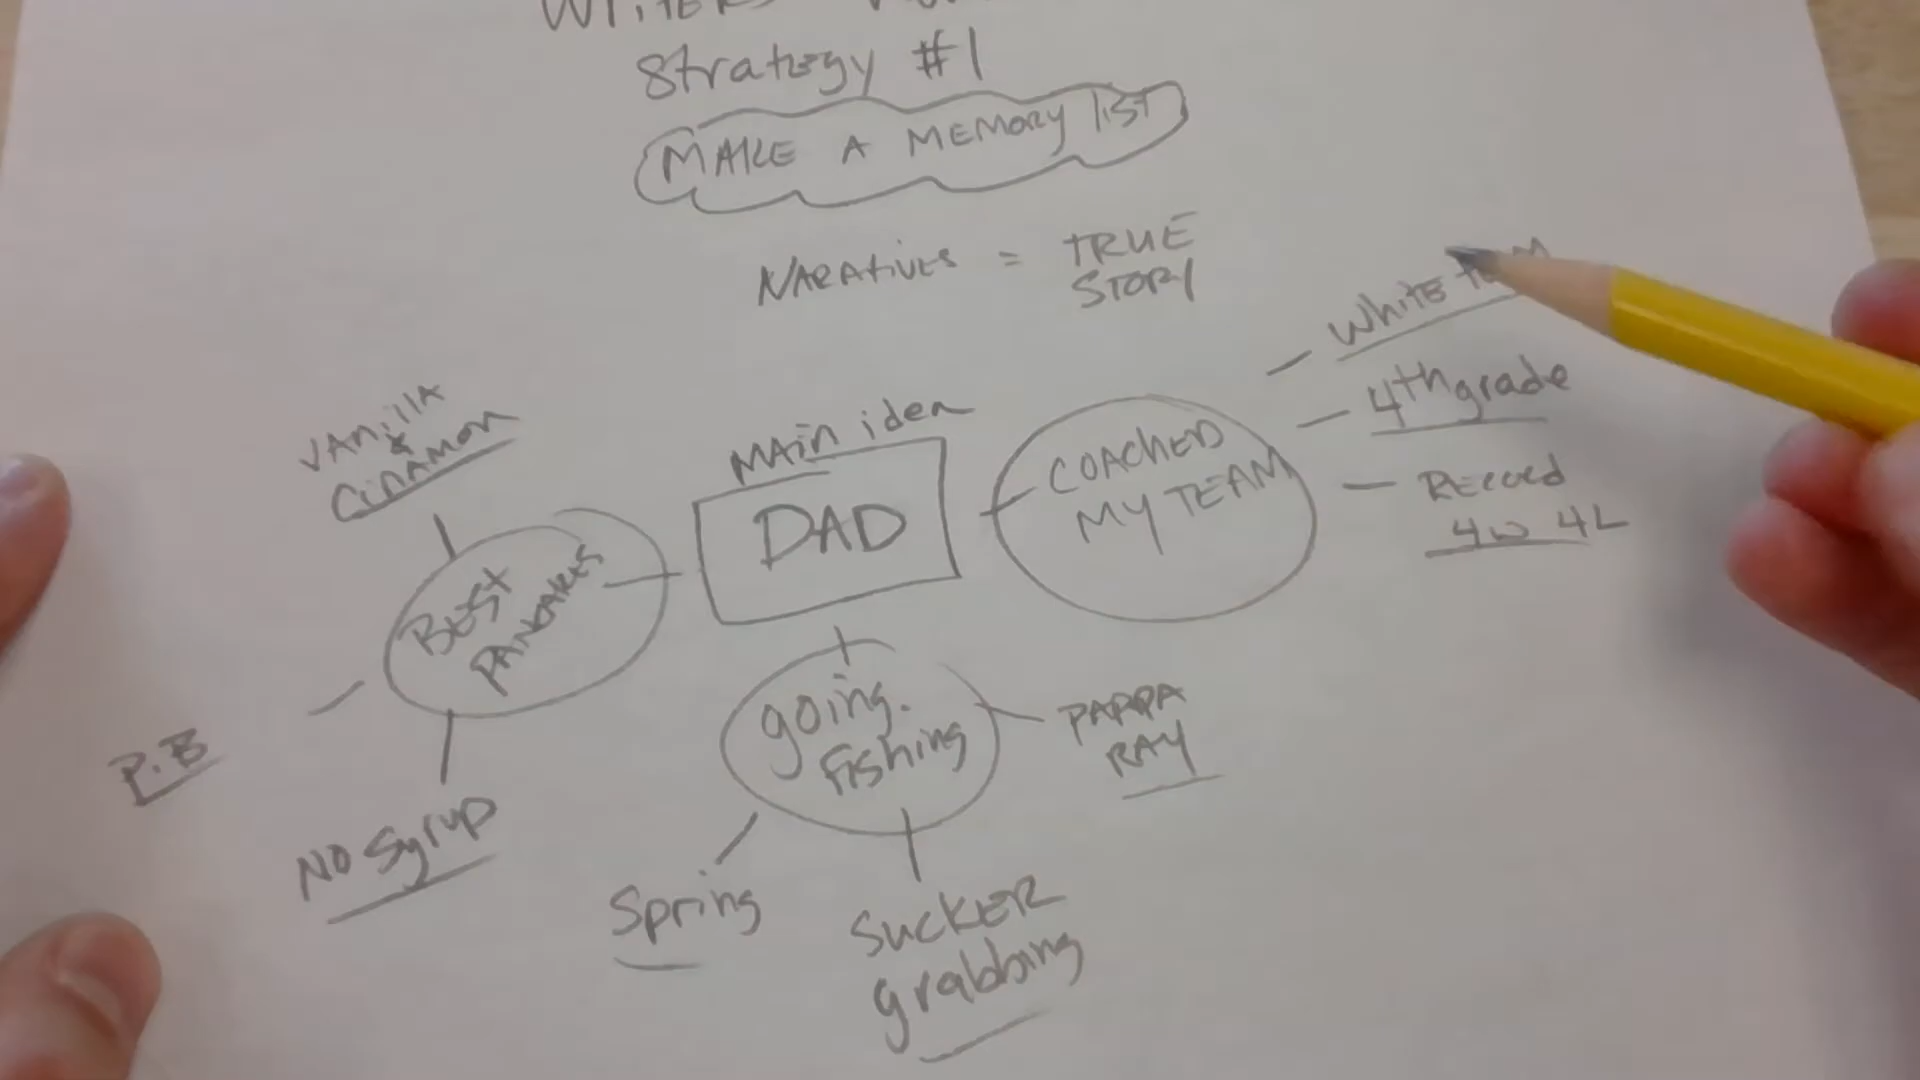 Strategy #1
MAKE A MEMORY list
NARATiVES = TRUE
STORY
White
4th grade
Record
4W 4L
VANillA
&
CinAMon
MAin idea
DAD
COACHED
MY TEAM
BEST
PANCAKES
going.
Fishing
PAPPA
RAY
P.B
NO Syrup
Spring
SUCKER
grabbing